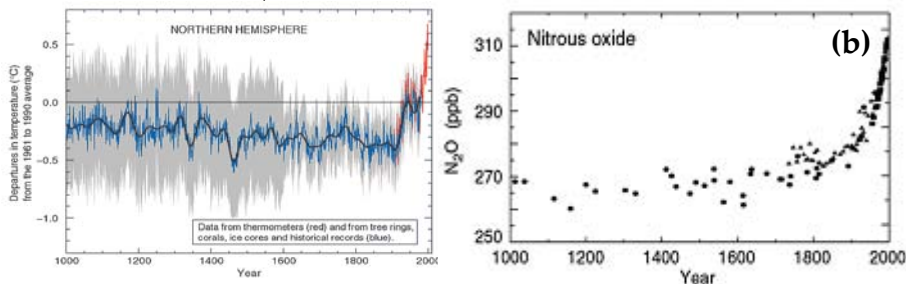 NORTHERN HEMISPHERE
Departures in temperature (°C)
from the 1961 to 1990 average
0.5
0.0
-0.5
-1.0
Data from thermometers (red) and from tree rings,
corals, ice cores and historical records (blue).
1000 1200 1400 1600 1800 2000
Year
Nitrous oxide
(b)
N2O (ppb)
310
290
270
250
1000 1200 1400 1600 1800 2000
Year